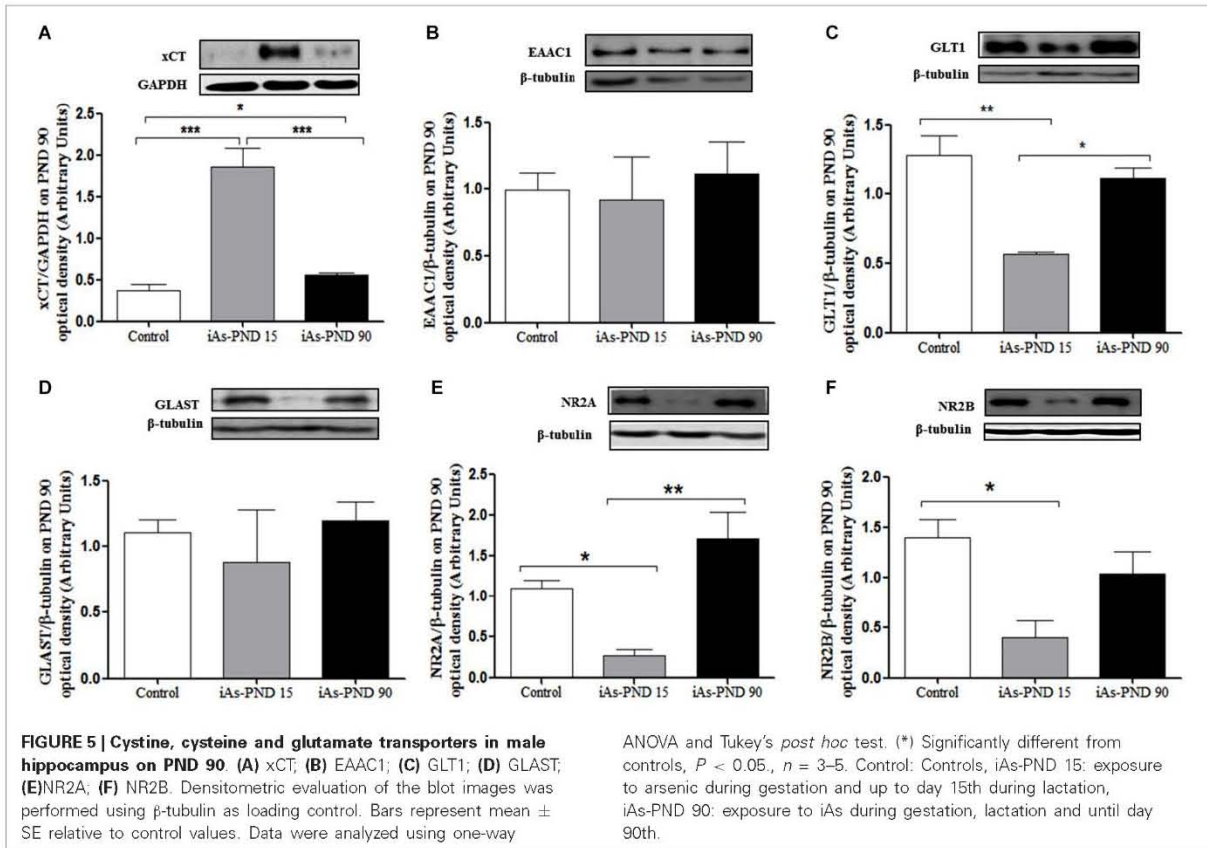 A
xCT
GAPDH
xCT/GAPDH on PND 90
optical density (Arbitrary Units)
2.5
2.0
1.5
1.0
0.5
0.0
*
***
***
Control
iAs-PND 15
iAs-PND 90
B
EAAC1
β-tubulin
EAAC1/β-tubulin on PND 90
optical density (Arbitrary Units)
1.5
1.0
0.5
0.0
Control
iAs-PND 15
iAs-PND 90
C
GLT1
β-tubulin
GLT1/β-tubulin on PND 90
optical density (Arbitrary Units)
1.5
1.0
0.5
0.0
**
*
Control
iAs-PND 15
iAs-PND 90
D
GLAST
β-tubulin
GLAST/β-tubulin on PND 90
optical density (Arbitrary Units)
1.5
1.0
0.5
0.0
Control
iAs-PND 15
iAs-PND 90
E
NR2A
β-tubulin
NR2A/β-tubulin on PND 90
optical density (Arbitrary Units)
2.5
2.0
1.5
1.0
0.5
0.0
**
*
Control
iAs-PND 15
iAs-PND 90
F
NR2B
β-tubulin
NR2B/β-tubulin on PND 90
optical density (Arbitrary Units)
2.0
1.5
1.0
0.5
0.0
*
Control
iAs-PND 15
iAs-PND 90
FIGURE 5 | Cystine, cysteine and glutamate transporters in male
hippocampus on PND 90. (A) xCT; (B) EAAC1; (C) GLT1; (D) GLAST;
(E)NR2A; (F) NR2B. Densitometric evaluation of the blot images was
performed using β-tubulin as loading control. Bars represent mean ±
SE relative to control values. Data were analyzed using one-way
ANOVA and Tukey's post hoc test. (*) Significantly different from
controls, P < 0.05., n = 3–5. Control: Controls, iAs-PND 15: exposure
to arsenic during gestation and up to day 15th during lactation,
iAs-PND 90: exposure to iAs during gestation, lactation and until day
90th.